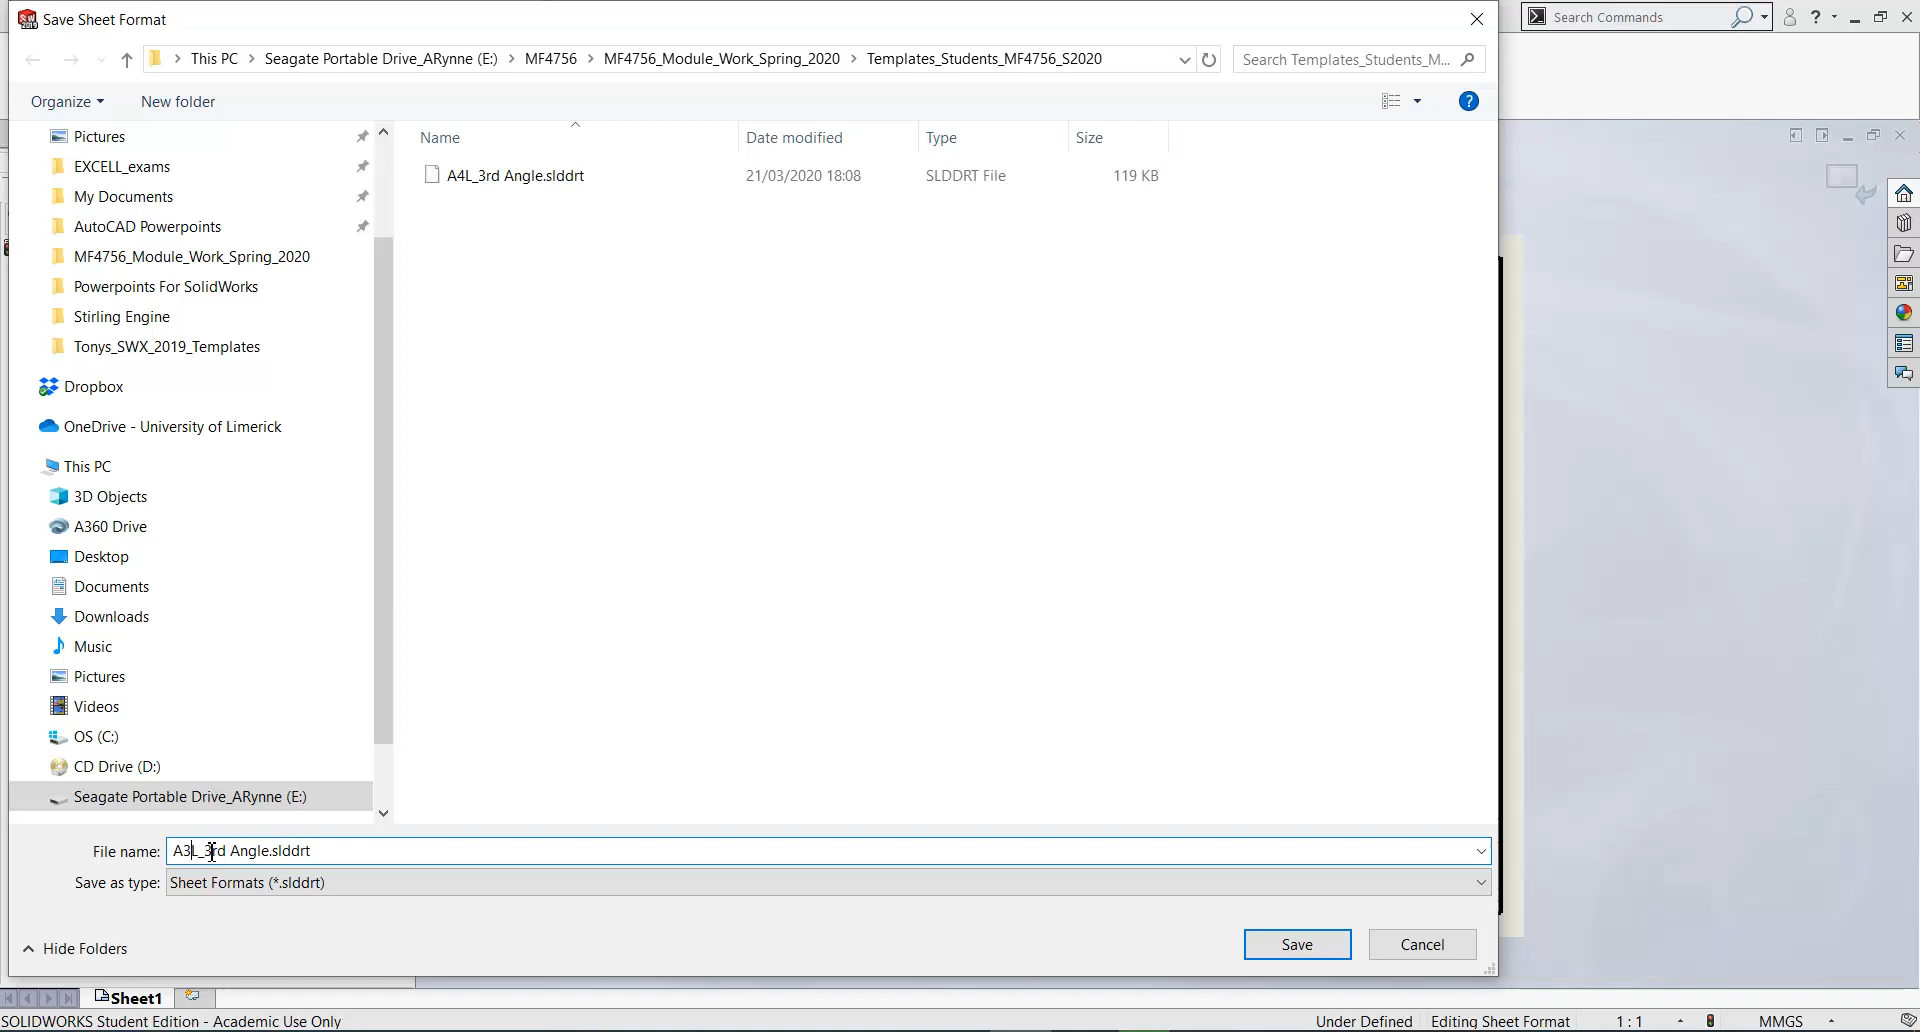 Save Sheet Format
Search Commands
This PC > Seagate Portable Drive_ARynne (E:) > MF4756 > MF4756_Module_Work_Spring_2020 > Templates_Students_MF4756_S2020
Search Templates_Students_M...
Organize
New folder
Name
Date modified
Type
Size
A4L_3rd Angle.slddrt
21/03/2020 18:08
SLDDRT File
119 KB
Pictures
EXCELL_exams
My Documents
AutoCAD Powerpoints
MF4756_Module_Work_Spring_2020
Powerpoints For SolidWorks
Stirling Engine
Tonys_SWX_2019_Templates
Dropbox
OneDrive - University of Limerick
This PC
3D Objects
A360 Drive
Desktop
Documents
Downloads
Music
Pictures
Videos
OS (C:)
CD Drive (D:)
Seagate Portable Drive_ARynne (E:)
File name: A3L_3rd Angle.slddrt
Save as type: Sheet Formats (*.slddrt)
Hide Folders
Save
Cancel
Sheet1
SOLIDWORKS Student Edition - Academic Use Only
Under Defined
Editing Sheet Format
1 : 1
MMGS